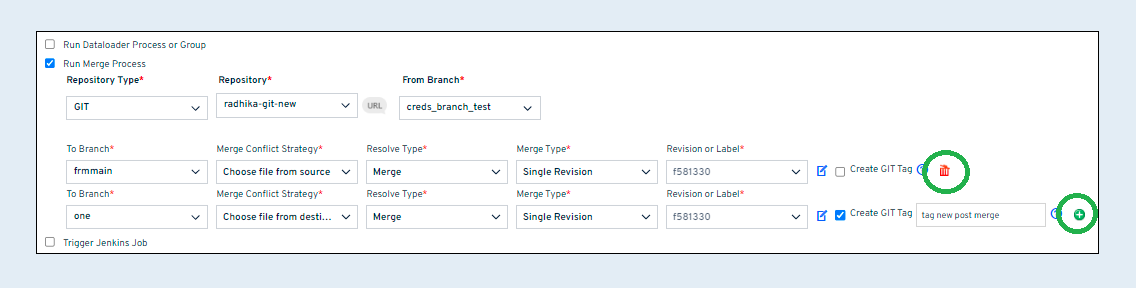 Run Dataloader Process or Group
Run Merge Process
Repository Type* Repository* From Branch*
GIT radhika-git-new URL creds_branch_test
To Branch* Merge Conflict Strategy* Resolve Type* Merge Type* Revision or Label*
frmmain Choose file from source Merge Single Revision f581330 Create GIT Tag
To Branch* Merge Conflict Strategy* Resolve Type* Merge Type* Revision or Label*
one Choose file from desti... Merge Single Revision f581330 Create GIT Tag tag new post merge
Trigger Jenkins Job